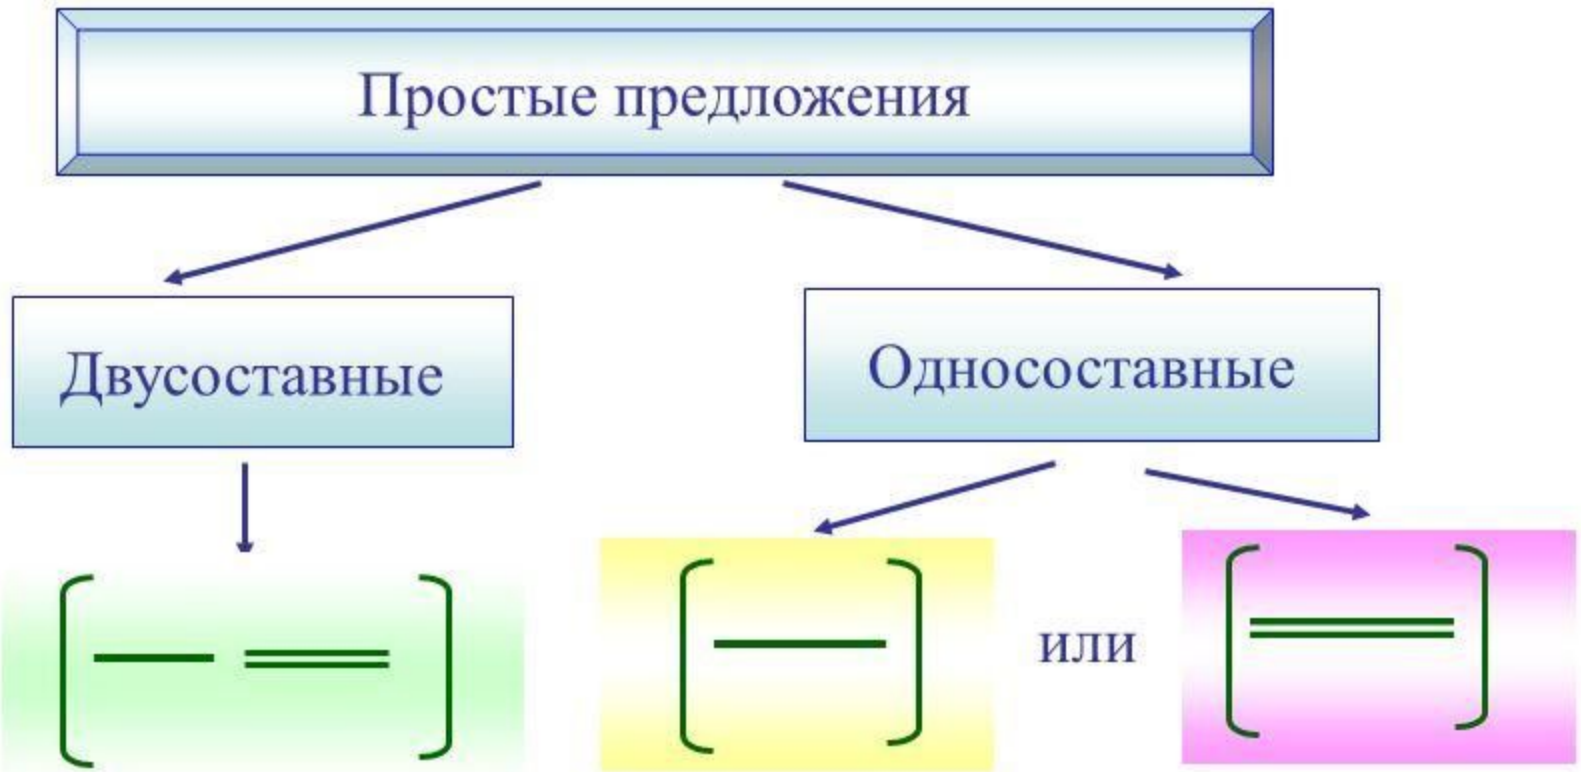 Простые предложения
Двусоставные
Односоставные
или